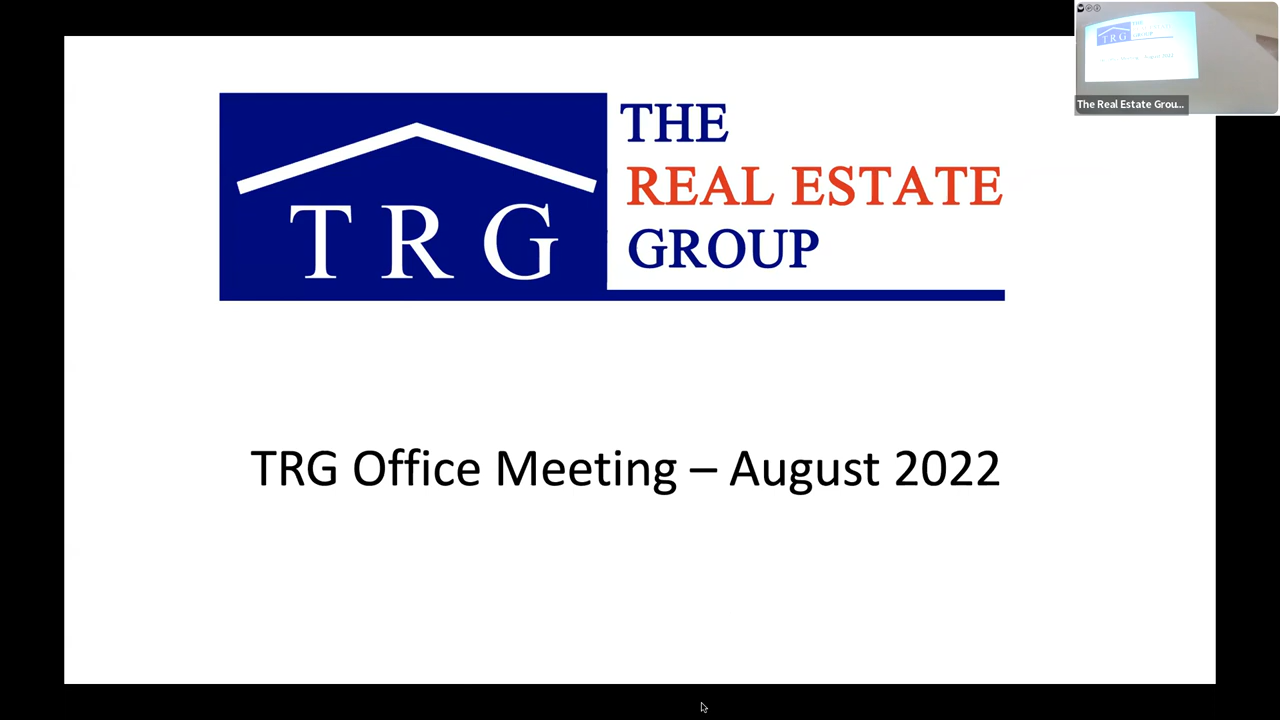 THE
REAL ESTATE
GROUP
TRG
TRG Office Meeting – August 2022
The Real Estate Grou...